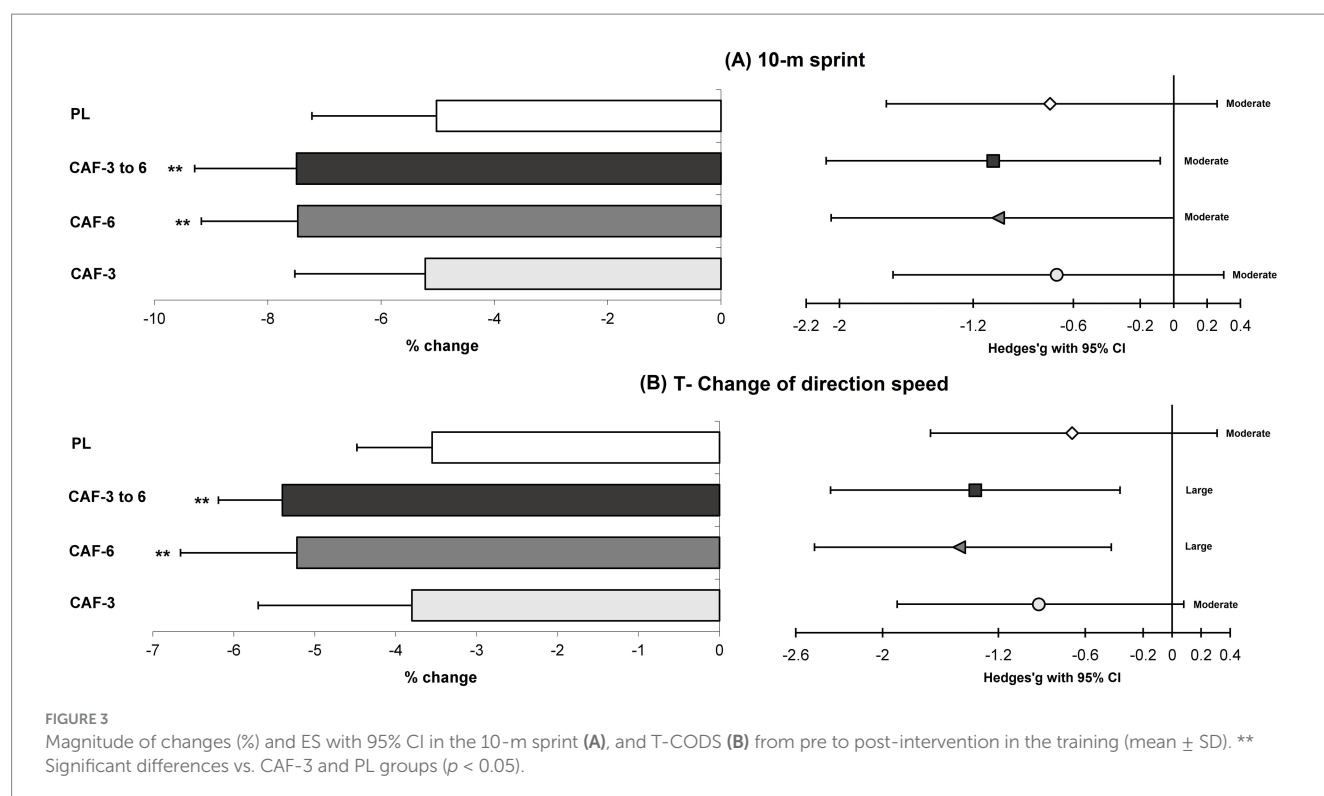 (A) 10-m sprint
PL
CAF-3 to 6
**
CAF-6
**
CAF-3
-10 -8 -6 -4 -2 0
% change
Moderate
Moderate
Moderate
Moderate
-2.2 -2 -1.2 -0.6 -0.2 0 0.2 0.4
Hedges'g with 95% CI
(B) T- Change of direction speed
PL
CAF-3 to 6
**
CAF-6
**
CAF-3
-7 -6 -5 -4 -3 -2 -1 0
% change
Moderate
Large
Large
Moderate
-2.6 -2 -1.2 -0.6 -0.2 0 0.2 0.4
Hedges'g with 95% CI
FIGURE 3
Magnitude of changes (%) and ES with 95% CI in the 10-m sprint (A), and T-CODS (B) from pre to post-intervention in the training (mean ± SD). **
Significant differences vs. CAF-3 and PL groups (p < 0.05).